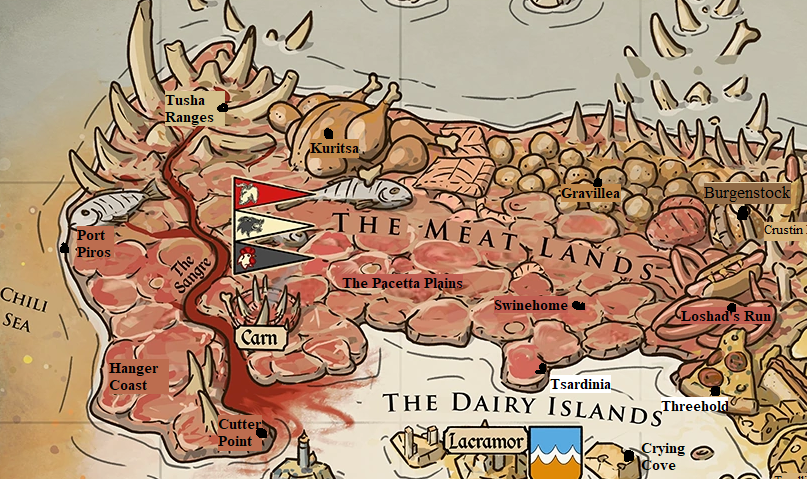 Tusha
Ranges
Kuritsa
Gravillea
Burgenstock
Crustin
Port
Piros
The
Sangre
THE MEAT LANDS
The Pacetta Plains
CHILI
SEA
Swinehome
Loshad's Run
Carn
Hanger
Coast
Tsardinia
THE DAIRY ISLANDS
Threehold
Cutter
Point
Lacramor
Crying
Cove